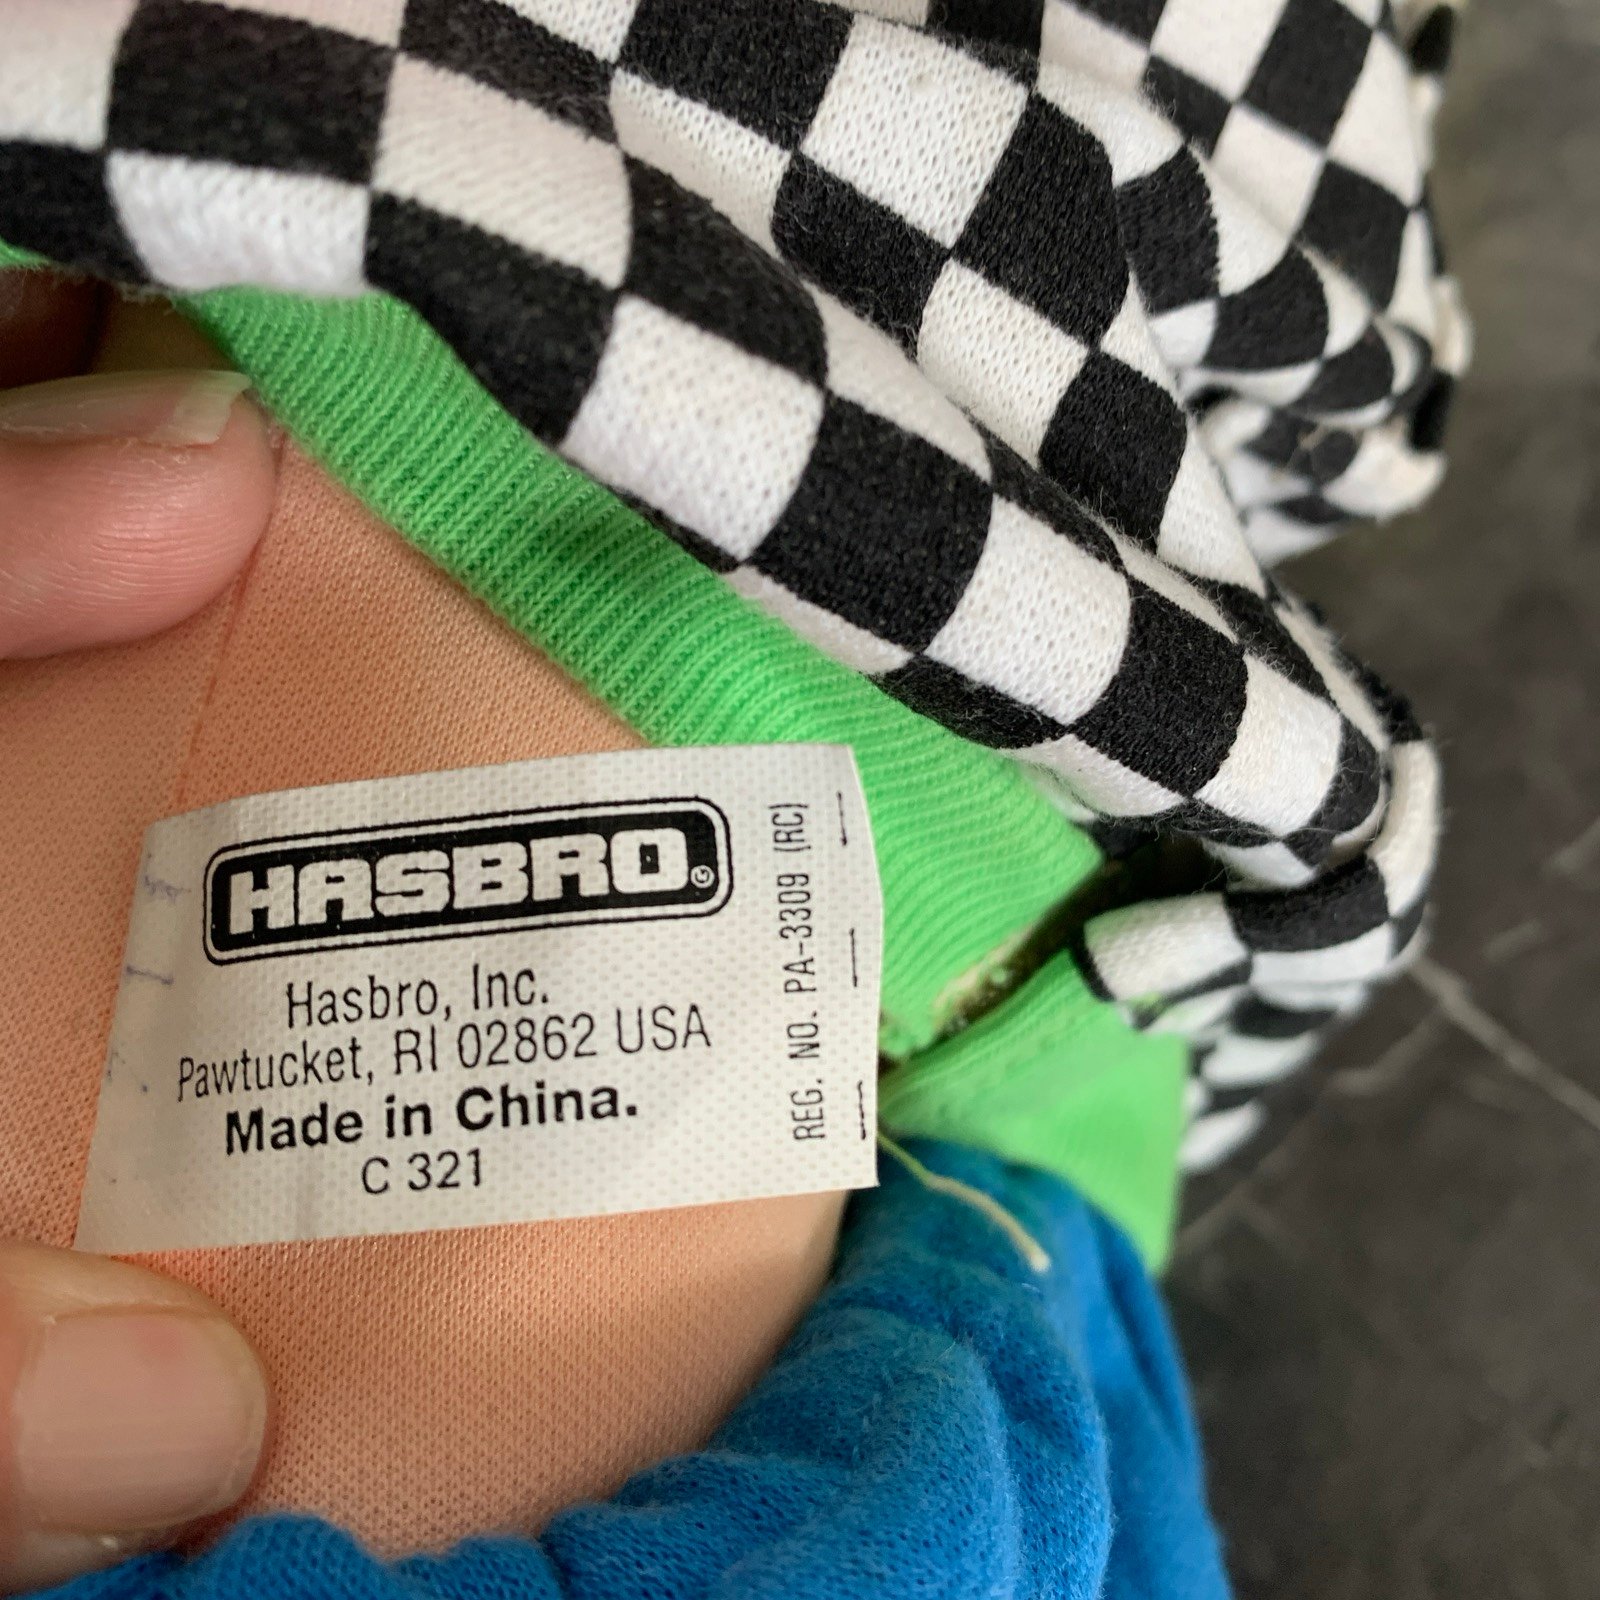 HASBRO®
Hasbro, Inc.
Pawtucket, RI 02862 USA
Made in China.
C 321
REG. NO. PA-3309 (RC)